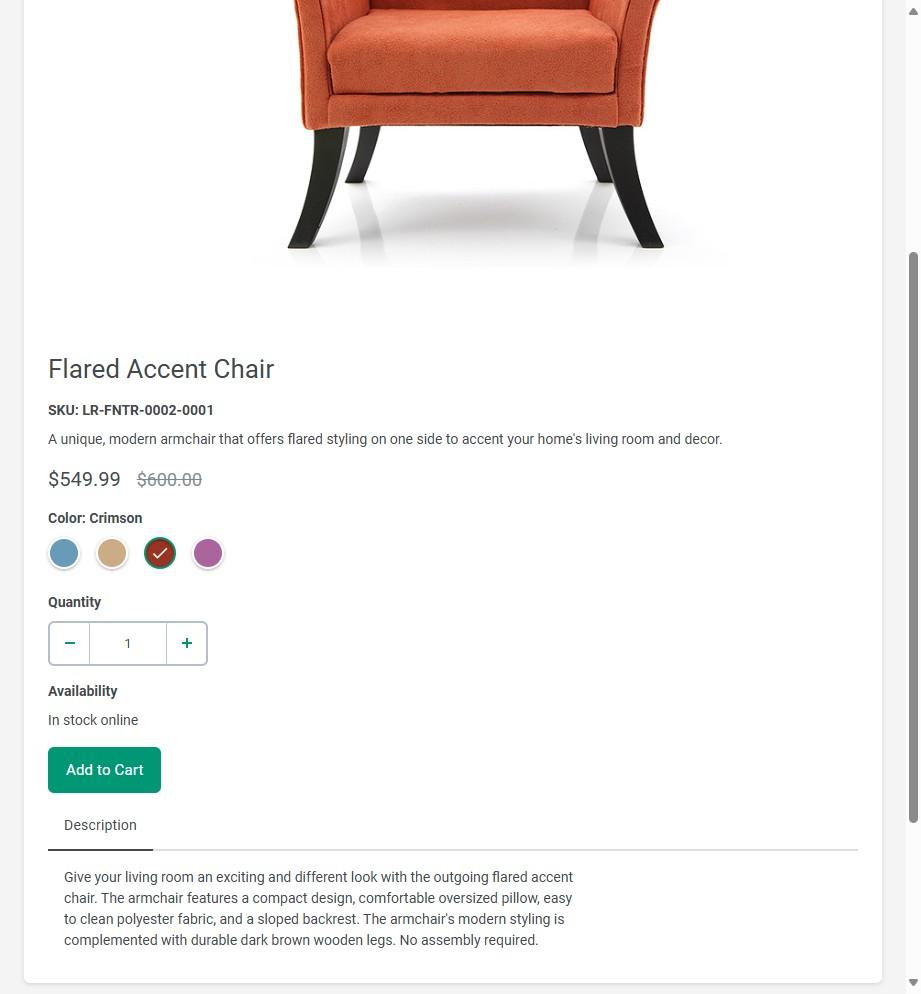 Flared Accent Chair
SKU: LR-FNTR-0002-0001
A unique, modern armchair that offers flared styling on one side to accent your home's living room and decor.
$549.99 $600.00
Color: Crimson
Quantity
− 1 +
Availability
In stock online
Add to Cart
Description
Give your living room an exciting and different look with the outgoing flared accent
chair. The armchair features a compact design, comfortable oversized pillow, easy
to clean polyester fabric, and a sloped backrest. The armchair's modern styling is
complemented with durable dark brown wooden legs. No assembly required.